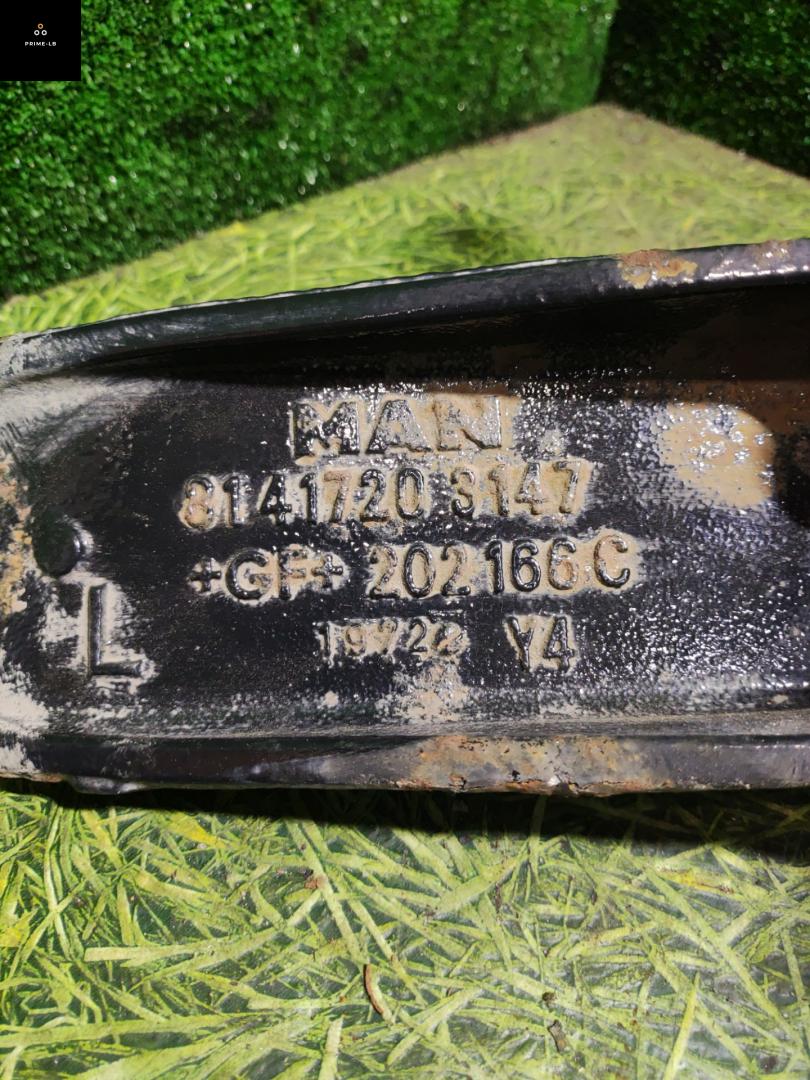 PRIME-LB
MAN
81417203147
+GF+ 202166C
L
Y4